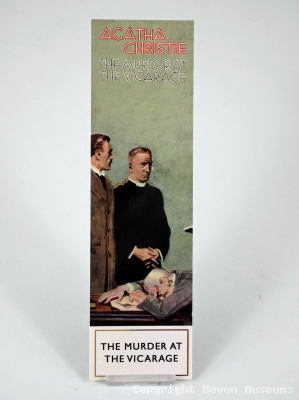 AGATHA
CHRISTIE
THE MURDER AT
THE VICARAGE
THE MURDER AT
THE VICARAGE
Copyright Devon Museums